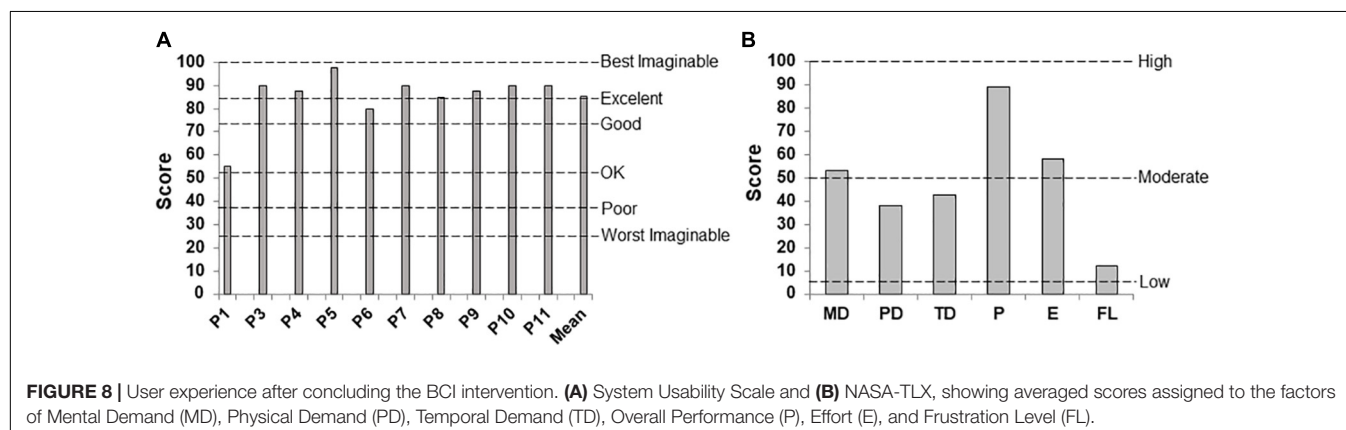 A
100
90
80
70
60
50
40
30
20
10
0
Score
Best Imaginable
Excelent
Good
OK
Poor
Worst Imaginable
P1 P3 P4 P5 P6 P7 P8 P9 P10 P11 Mean
B
100
90
80
70
60
50
40
30
20
10
0
Score
High
Moderate
Low
MD PD TD P E FL
FIGURE 8 | User experience after concluding the BCI intervention. (A) System Usability Scale and (B) NASA-TLX, showing averaged scores assigned to the factors
of Mental Demand (MD), Physical Demand (PD), Temporal Demand (TD), Overall Performance (P), Effort (E), and Frustration Level (FL).